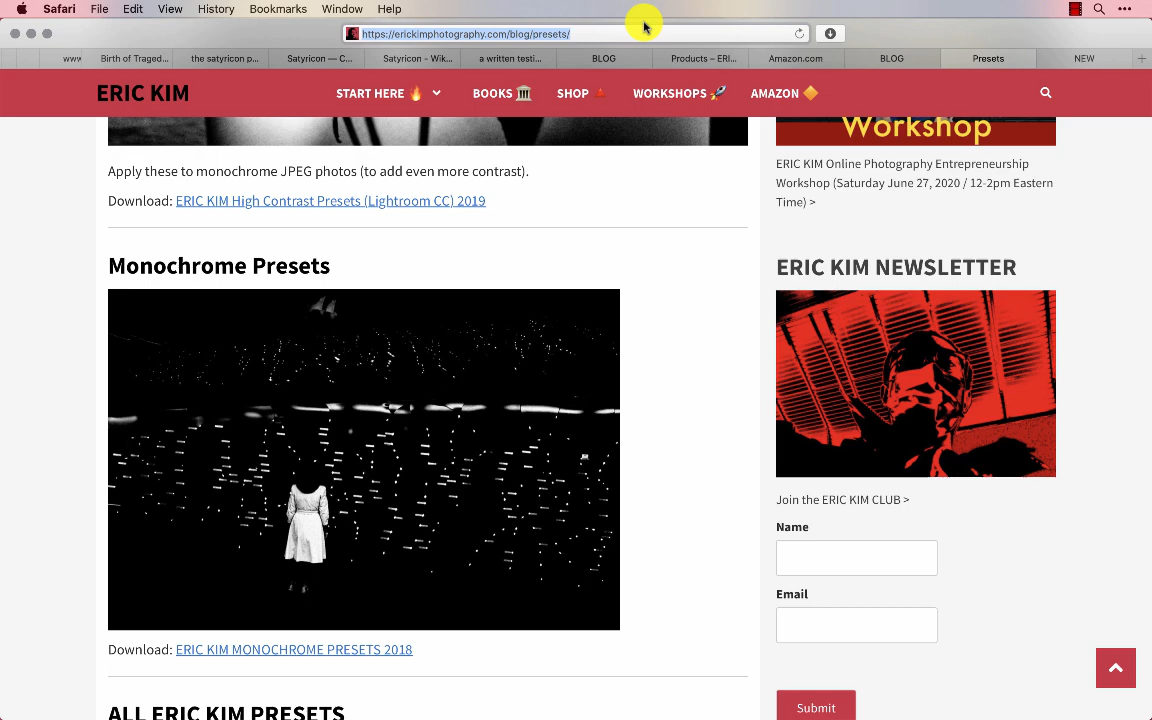 Safari File Edit View History Bookmarks Window Help
https://erickimphotography.com/blog/presets/
www Birth of Traged... the satyricon p... Satyricon — C... Satyricon - Wik... a written testi... BLOG Products – ERI... Amazon.com BLOG Presets NEW
ERIC KIM START HERE 🔥 BOOKS 🏛 SHOP 🔺 WORKSHOPS 🚀 AMAZON 🔶
Apply these to monochrome JPEG photos (to add even more contrast).
Download: ERIC KIM High Contrast Presets (Lightroom CC) 2019
Monochrome Presets
Download: ERIC KIM MONOCHROME PRESETS 2018
ALL ERIC KIM PRESETS
Workshop
ERIC KIM Online Photography Entrepreneurship
Workshop (Saturday June 27, 2020 / 12-2pm Eastern
Time) >
ERIC KIM NEWSLETTER
Join the ERIC KIM CLUB >
Name
Email
Submit